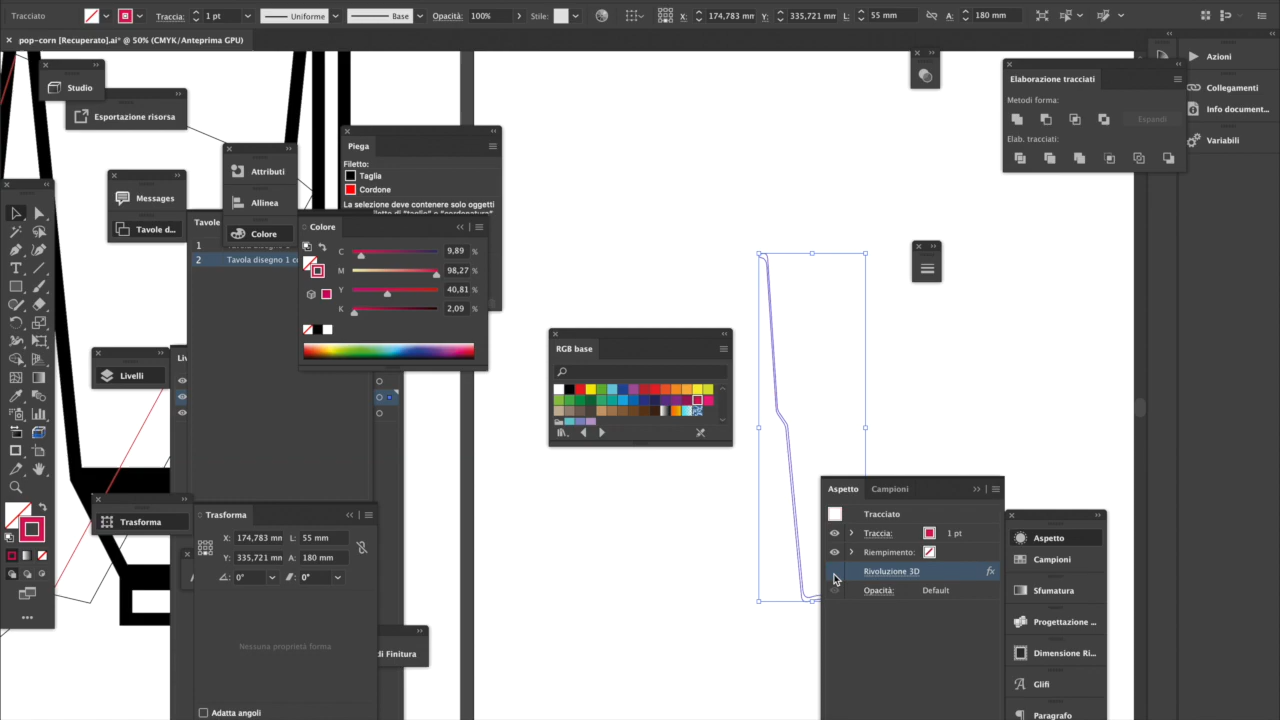 Tracciato Traccia: 1 pt Uniforme Base Opacità: 100% Stile: X: 174,783 mm Y: 335,721 mm L: 55 mm A: 180 mm
pop-corn [Recuperato].ai* @ 50% (CMYK/Anteprima GPU)
Studio
Esportazione risorsa
Messages
Tavole d...
Attributi
Allinea
Colore
Piega
Filetto:
Taglia
Cordone
La selezione deve contenere solo oggetti
Tavole
1
2 Tavola disegno 1 co
Colore
C 9,89 %
M 98,27 %
Y 40,81 %
K 2,09 %
Livelli
Liv
Trasforma
Trasforma
X: 174,783 mm L: 55 mm
Y: 335,721 mm A: 180 mm
0° 0°
Nessuna proprietà forma
Adatta angoli
di Finitura
RGB base
Elaborazione tracciati
Metodi forma:
Espandi
Elab. tracciati:
Azioni
Collegamenti
Info document...
Variabili
Aspetto Campioni
Tracciato
Traccia: 1 pt
Riempimento:
Rivoluzione 3D fx
Opacità: Default
Aspetto
Campioni
Sfumatura
Progettazione ...
Dimensione Ri...
Glifi
Paragrafo